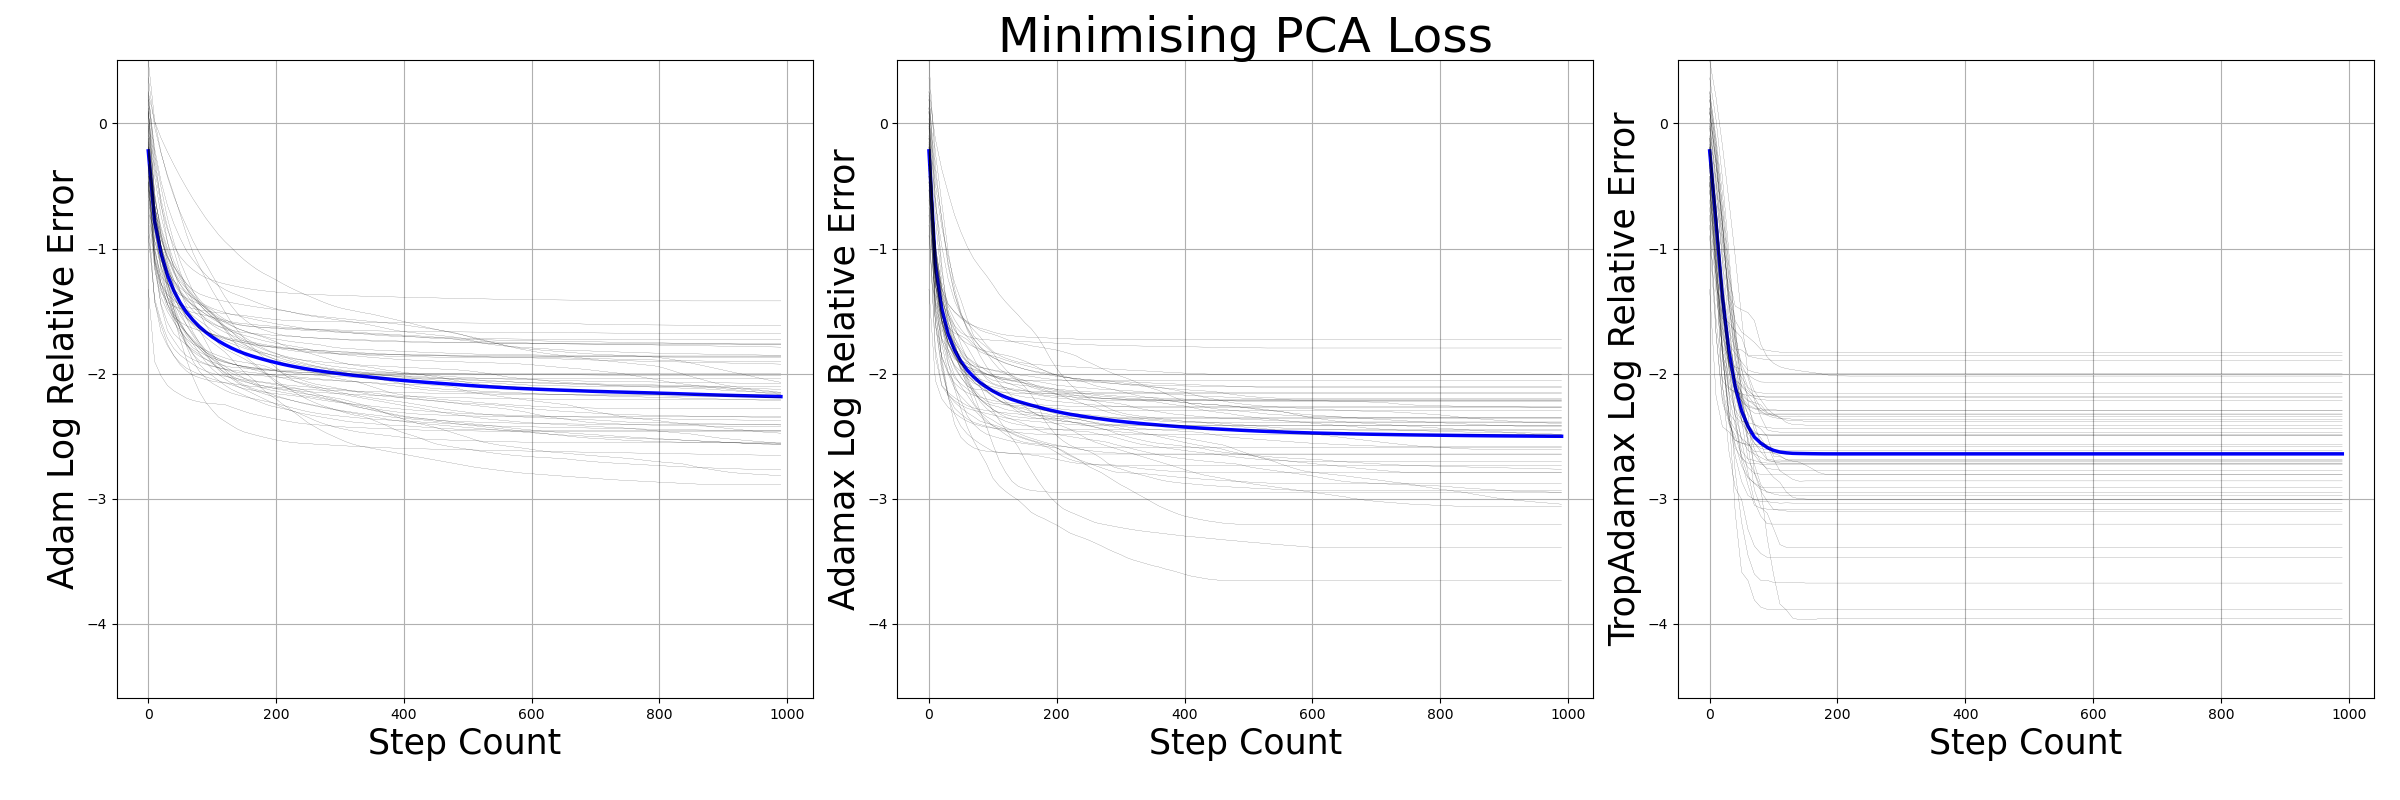 Minimising PCA Loss
Adam Log Relative Error
0
−1
−2
−3
−4
0 200 400 600 800 1000
Step Count
Adamax Log Relative Error
0
−1
−2
−3
−4
0 200 400 600 800 1000
Step Count
TropAdamax Log Relative Error
0
−1
−2
−3
−4
0 200 400 600 800 1000
Step Count